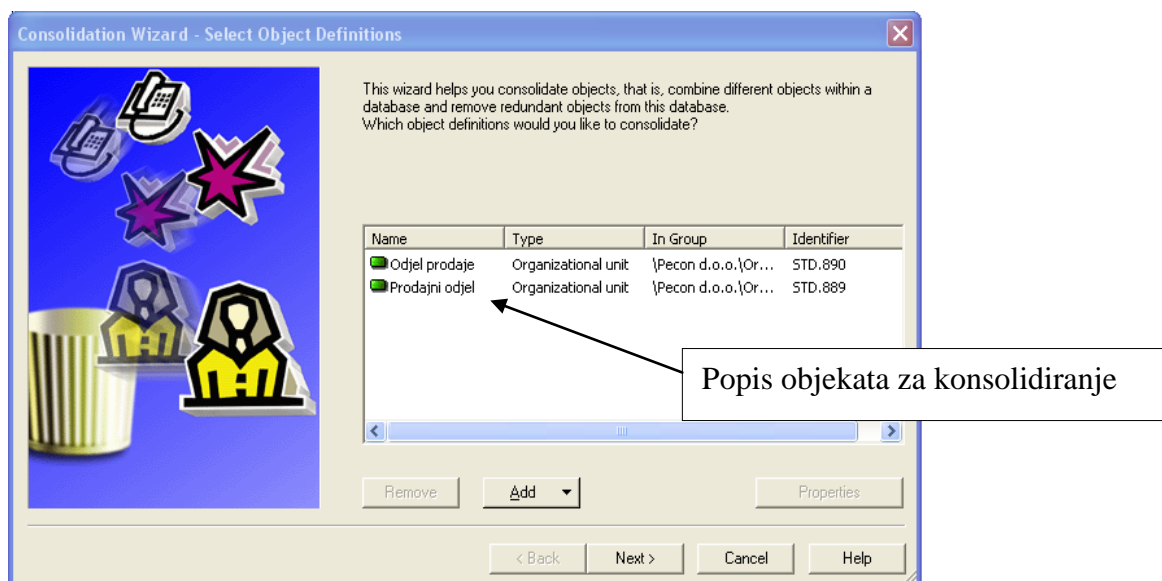 Consolidation Wizard - Select Object Definitions
This wizard helps you consolidate objects, that is, combine different objects within a
database and remove redundant objects from this database.
Which object definitions would you like to consolidate?
Name Type In Group Identifier
Odjel prodaje Organizational unit \Pecon d.o.o.\Or... STD.890
Prodajni odjel Organizational unit \Pecon d.o.o.\Or... STD.889
Popis objekata za konsolidiranje
Remove Add Properties
< Back Next > Cancel Help